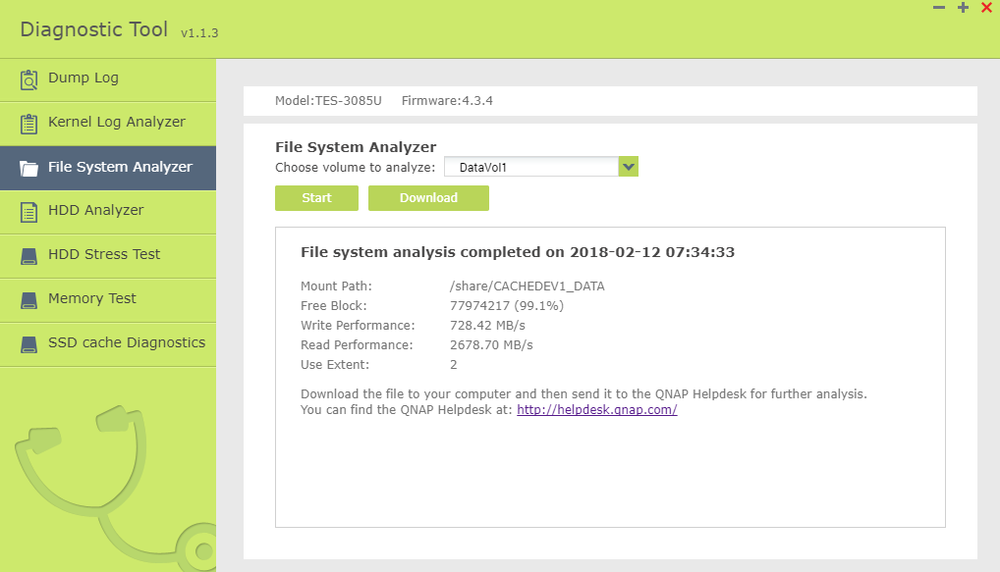 Diagnostic Tool v1.1.3
Dump Log
Kernel Log Analyzer
File System Analyzer
HDD Analyzer
HDD Stress Test
Memory Test
SSD cache Diagnostics
Model:TES-3085U Firmware:4.3.4
File System Analyzer
Choose volume to analyze: DataVol1
Start Download
File system analysis completed on 2018-02-12 07:34:33
Mount Path: /share/CACHEDEV1_DATA
Free Block: 77974217 (99.1%)
Write Performance: 728.42 MB/s
Read Performance: 2678.70 MB/s
Use Extent: 2
Download the file to your computer and then send it to the QNAP Helpdesk for further analysis.
You can find the QNAP Helpdesk at: http://helpdesk.qnap.com/